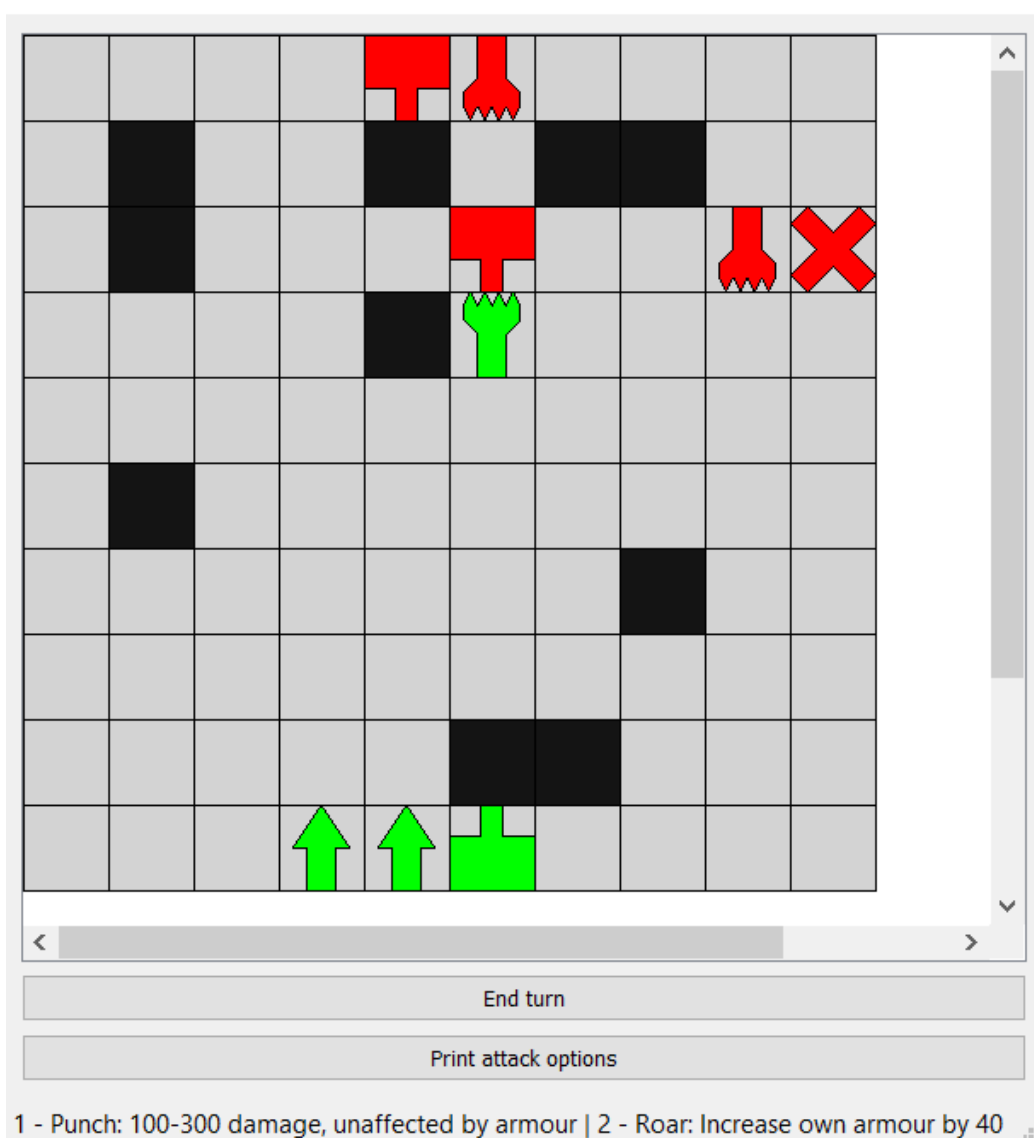 End turn
Print attack options
1 - Punch: 100-300 damage, unaffected by armour | 2 - Roar: Increase own armour by 40